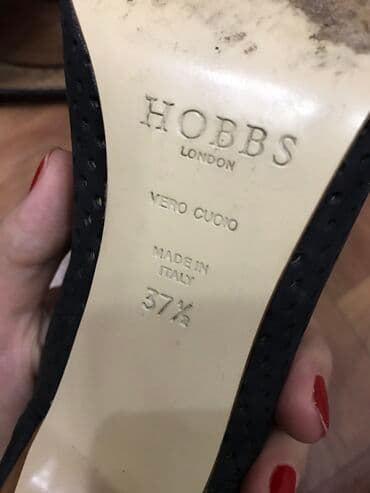 HOBBS
LONDON
VERO CUOIO
MADE IN
ITALY
37½